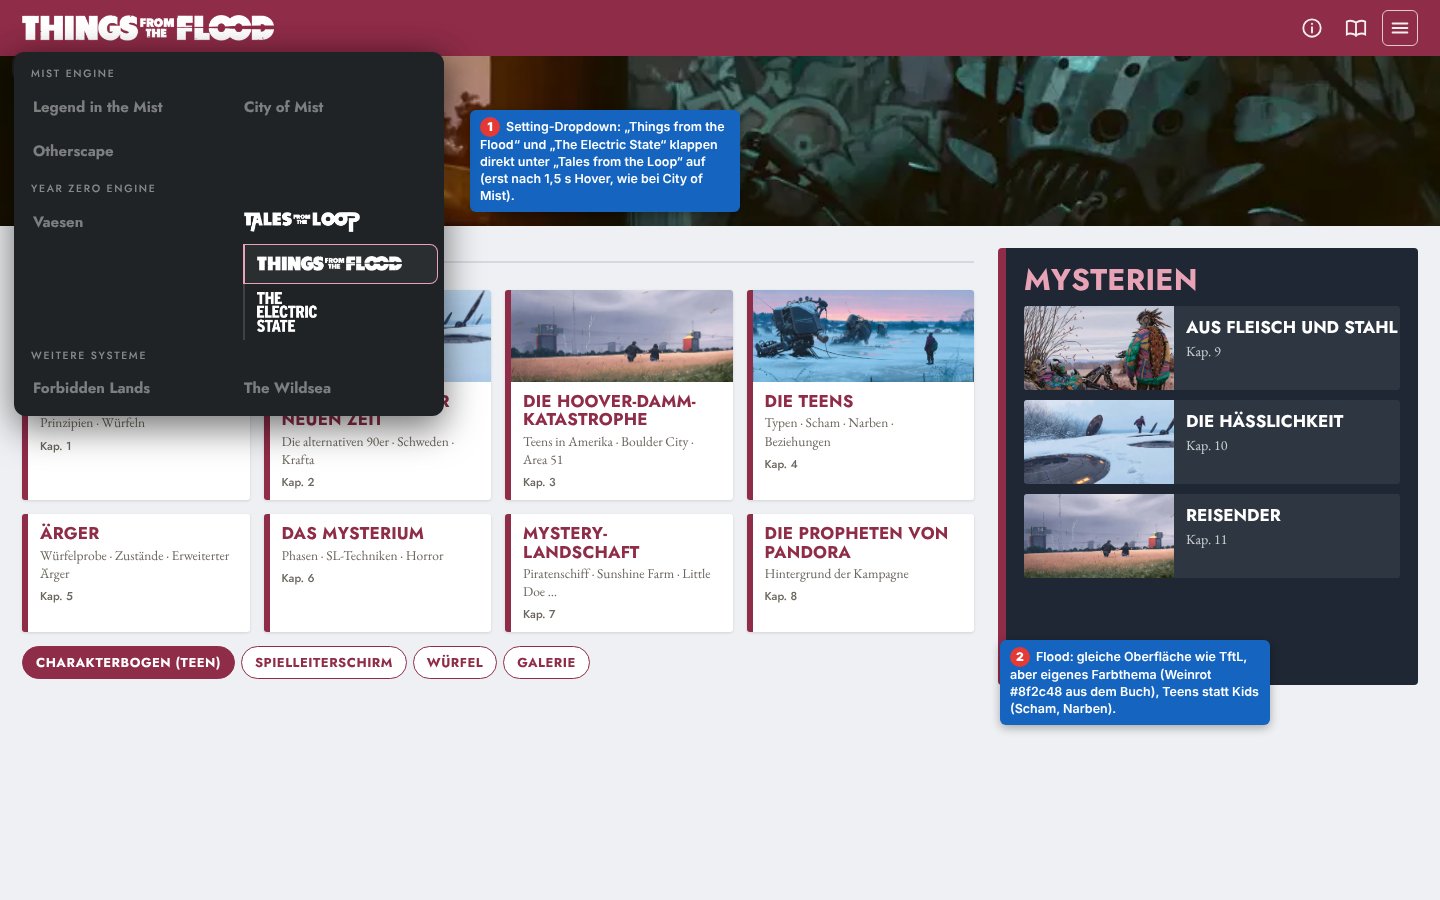 THINGS FROM THE FLOOD
MIST ENGINE
Legend in the Mist
City of Mist
Otherscape
YEAR ZERO ENGINE
Vaesen
TALES FROM THE LOOP
THINGS FROM THE FLOOD
THE
ELECTRIC
STATE
WEITERE SYSTEME
Forbidden Lands
The Wildsea
1 Setting-Dropdown: „Things from the
Flood“ und „The Electric State“ klappen
direkt unter „Tales from the Loop“ auf
(erst nach 1,5 s Hover, wie bei City of
Mist).
Prinzipien · Würfeln
Kap. 1
R
NEUEN ZEIT
Die alternativen 90er · Schweden ·
Krafta
Kap. 2
DIE HOOVER-DAMM-
KATASTROPHE
Teens in Amerika · Boulder City ·
Area 51
Kap. 3
DIE TEENS
Typen · Scham · Narben ·
Beziehungen
Kap. 4
ÄRGER
Würfelprobe · Zustände · Erweiterter
Ärger
Kap. 5
DAS MYSTERIUM
Phasen · SL-Techniken · Horror
Kap. 6
MYSTERY-
LANDSCHAFT
Piratenschiff · Sunshine Farm · Little
Doe ...
Kap. 7
DIE PROPHETEN VON
PANDORA
Hintergrund der Kampagne
Kap. 8
CHARAKTERBOGEN (TEEN)
SPIELLEITERSCHIRM
WÜRFEL
GALERIE
MYSTERIEN
AUS FLEISCH UND STAHL
Kap. 9
DIE HÄSSLICHKEIT
Kap. 10
REISENDER
Kap. 11
2 Flood: gleiche Oberfläche wie TftL,
aber eigenes Farbthema (Weinrot
#8f2c48 aus dem Buch), Teens statt Kids
(Scham, Narben).